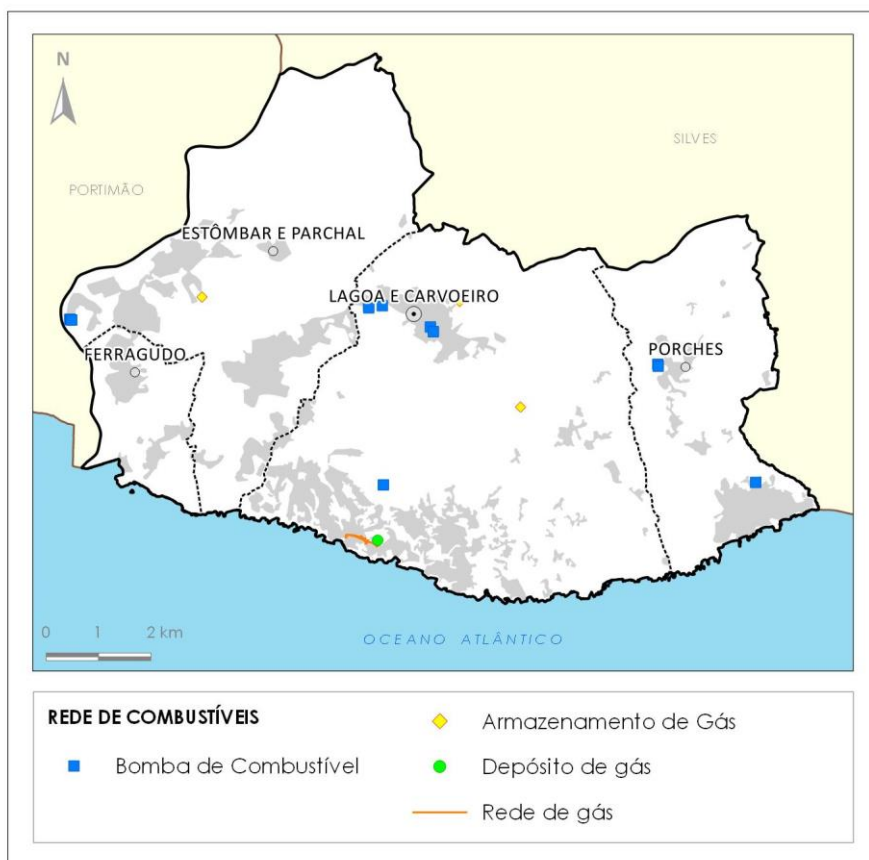 N
SILVES
PORTIMÃO
ESTÔMBAR E PARCHAL
LAGOA E CARVOEIRO
FERRAGUDO
PORCHES
0 1 2 km
OCEANO ATLÂNTICO
REDE DE COMBUSTÍVEIS
Bomba de Combustível
Armazenamento de Gás
Depósito de gás
Rede de gás